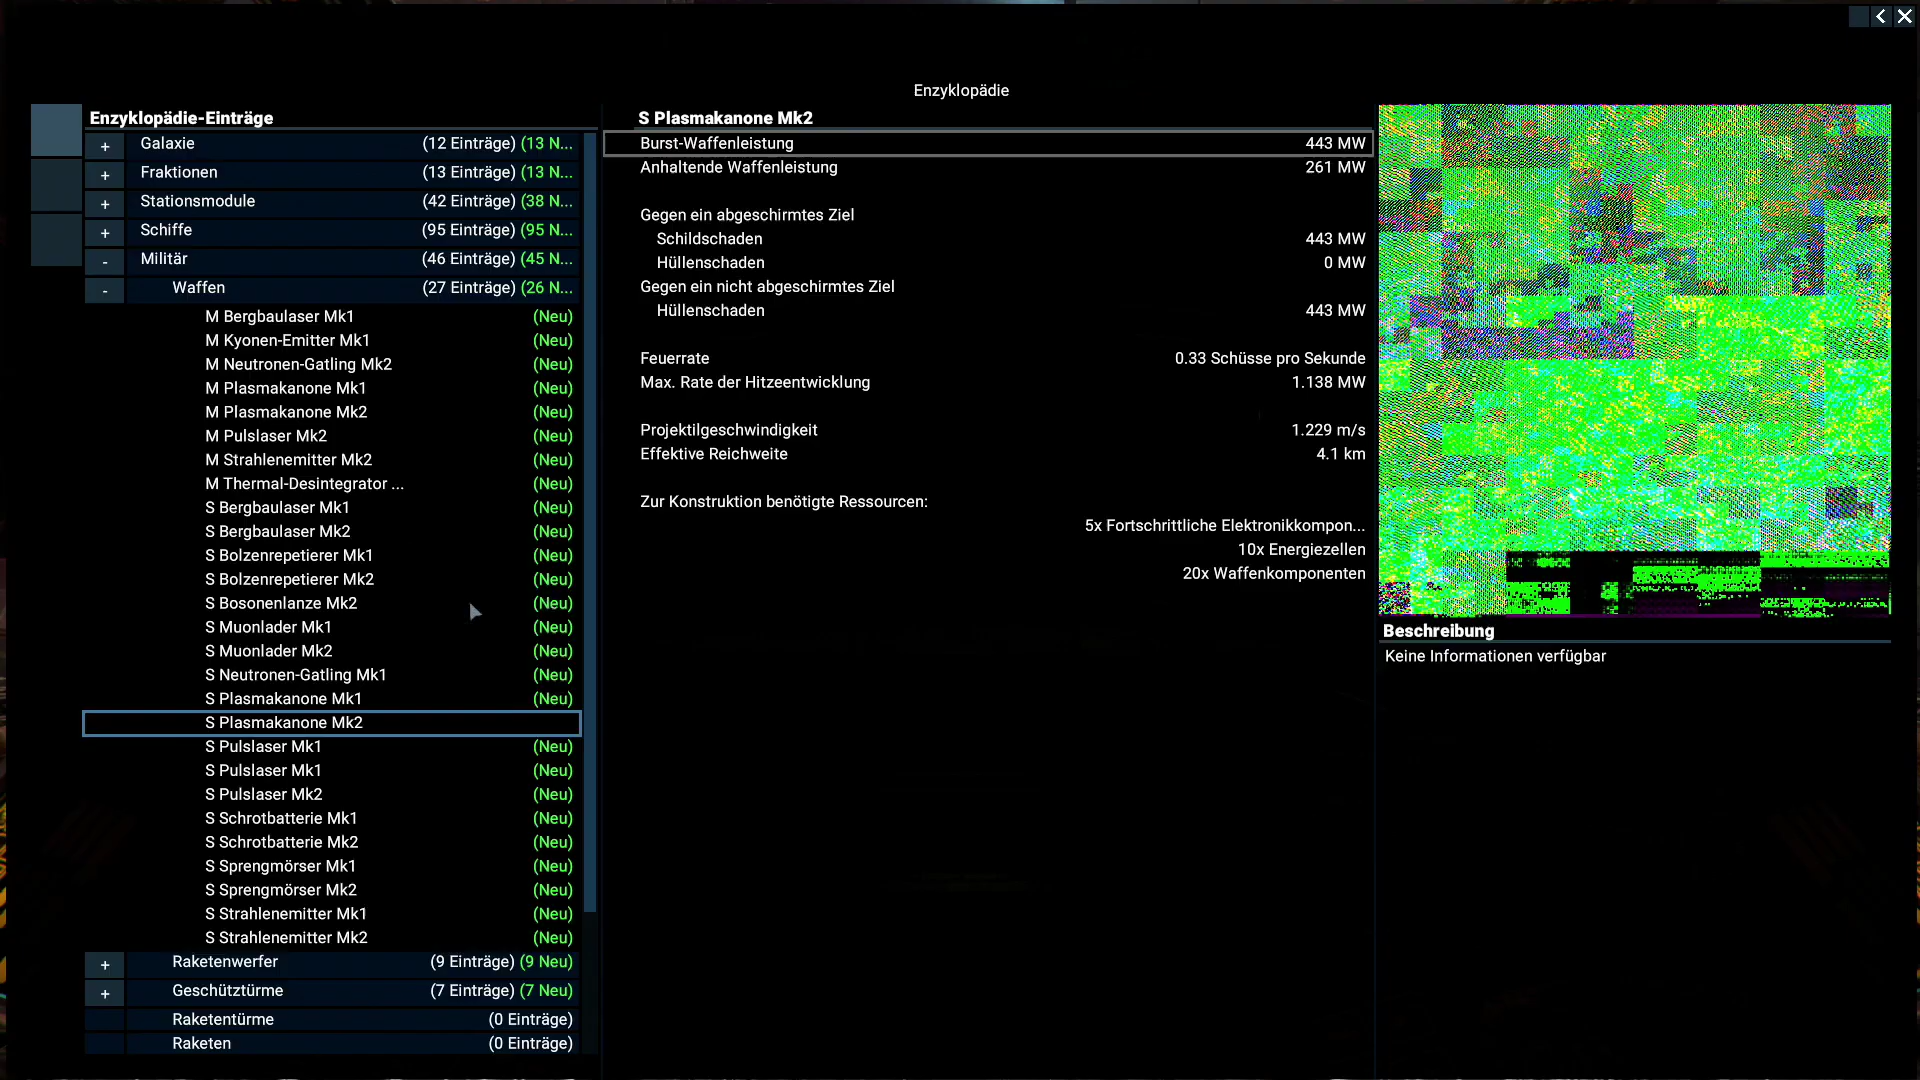 Enzyklopädie
Enzyklopädie-Einträge
+ Galaxie (12 Einträge) (13 N...
+ Fraktionen (13 Einträge) (13 N...
+ Stationsmodule (42 Einträge) (38 N...
+ Schiffe (95 Einträge) (95 N...
- Militär (46 Einträge) (45 N...
- Waffen (27 Einträge) (26 N...
M Bergbaulaser Mk1 (Neu)
M Kyonen-Emitter Mk1 (Neu)
M Neutronen-Gatling Mk2 (Neu)
M Plasmakanone Mk1 (Neu)
M Plasmakanone Mk2 (Neu)
M Pulslaser Mk2 (Neu)
M Strahlenemitter Mk2 (Neu)
M Thermal-Desintegrator ... (Neu)
S Bergbaulaser Mk1 (Neu)
S Bergbaulaser Mk2 (Neu)
S Bolzenrepetierer Mk1 (Neu)
S Bolzenrepetierer Mk2 (Neu)
S Bosonenlanze Mk2 (Neu)
S Muonlader Mk1 (Neu)
S Muonlader Mk2 (Neu)
S Neutronen-Gatling Mk1 (Neu)
S Plasmakanone Mk1 (Neu)
S Plasmakanone Mk2
S Pulslaser Mk1 (Neu)
S Pulslaser Mk1 (Neu)
S Pulslaser Mk2 (Neu)
S Schrotbatterie Mk1 (Neu)
S Schrotbatterie Mk2 (Neu)
S Sprengmörser Mk1 (Neu)
S Sprengmörser Mk2 (Neu)
S Strahlenemitter Mk1 (Neu)
S Strahlenemitter Mk2 (Neu)
+ Raketenwerfer (9 Einträge) (9 Neu)
+ Geschütztürme (7 Einträge) (7 Neu)
Raketentürme (0 Einträge)
Raketen (0 Einträge)
S Plasmakanone Mk2
Burst-Waffenleistung 443 MW
Anhaltende Waffenleistung 261 MW
Gegen ein abgeschirmtes Ziel
Schildschaden 443 MW
Hüllenschaden 0 MW
Gegen ein nicht abgeschirmtes Ziel
Hüllenschaden 443 MW
Feuerrate 0.33 Schüsse pro Sekunde
Max. Rate der Hitzeentwicklung 1.138 MW
Projektilgeschwindigkeit 1.229 m/s
Effektive Reichweite 4.1 km
Zur Konstruktion benötigte Ressourcen:
5x Fortschrittliche Elektronikkompon...
10x Energiezellen
20x Waffenkomponenten
Beschreibung
Keine Informationen verfügbar